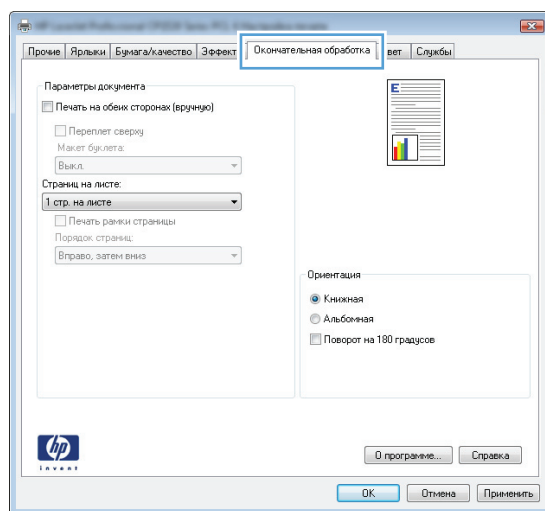 Прочие Ярлыки Бумага/качество Эффект Окончательная обработка вет Службы
Параметры документа
Печать на обеих сторонах (вручную)
Переплет сверху
Макет буклета:
Выкл.
Страниц на листе:
1 стр. на листе
Печать рамки страницы
Порядок страниц:
Вправо, затем вниз
E
Ориентация
Книжная
Альбомная
Поворот на 180 градусов
hp
invent
О программе... Справка
OK Отмена Применить